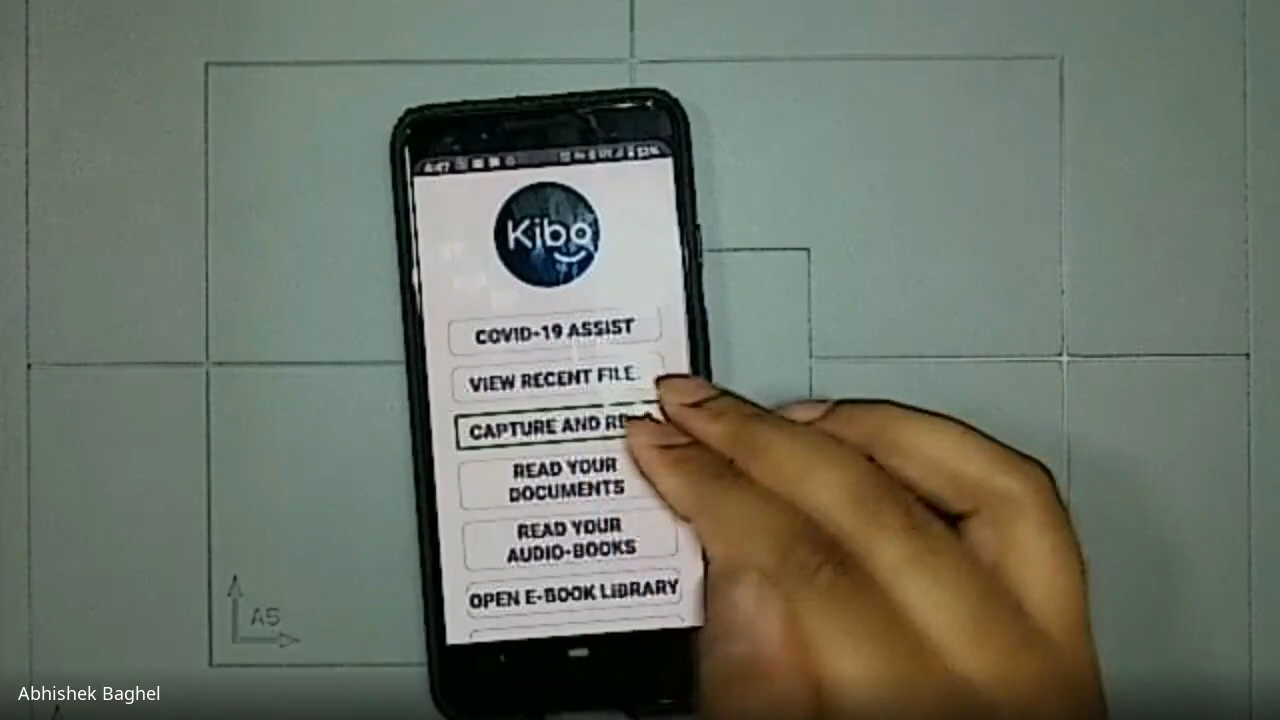 Kibo
COVID-19 ASSIST
VIEW RECENT FILE
CAPTURE AND
READ YOUR
DOCUMENTS
READ YOUR
AUDIO-BOOKS
OPEN E-BOOK LIBRARY
A5
Abhishek Baghel